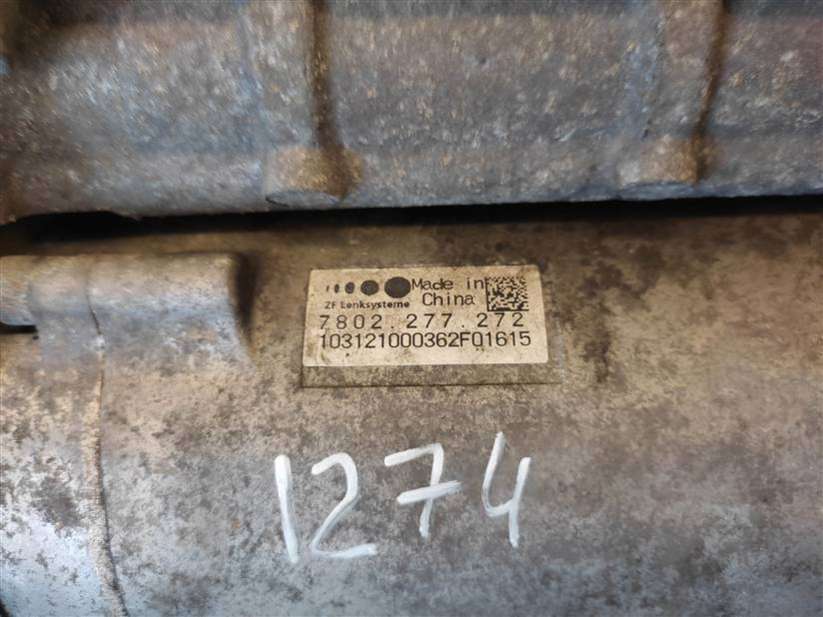 Made in
ZF Lenksysteme China
7802.277.272
103121000362F01615
1274